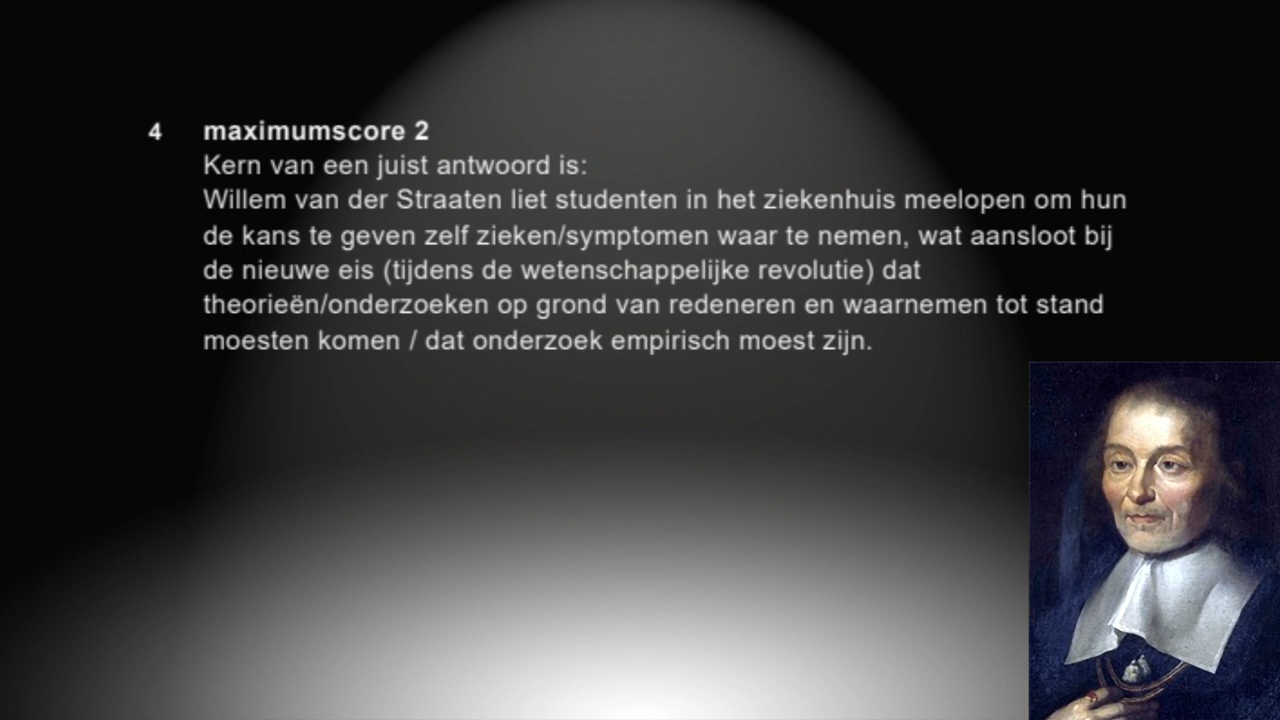 4 maximumscore 2
Kern van een juist antwoord is:
Willem van der Straaten liet studenten in het ziekenhuis meelopen om hun
de kans te geven zelf zieken/symptomen waar te nemen, wat aansloot bij
de nieuwe eis (tijdens de wetenschappelijke revolutie) dat
theorieën/onderzoeken op grond van redeneren en waarnemen tot stand
moesten komen / dat onderzoek empirisch moest zijn.